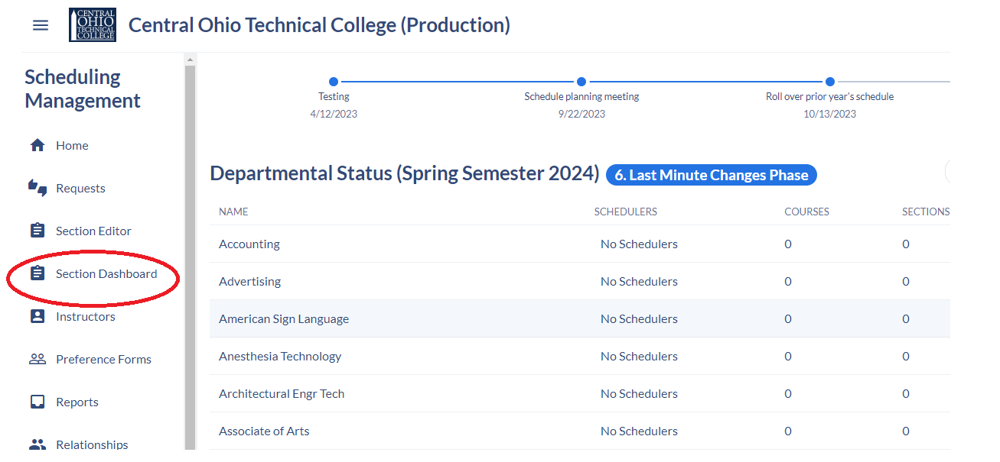 CENTRAL
OHIO
TECHNICAL
COLLEGE
Central Ohio Technical College (Production)
Scheduling
Management
Home
Requests
Section Editor
Section Dashboard
Instructors
Preference Forms
Reports
Relationships
Testing Schedule planning meeting Roll over prior year's schedule
4/12/2023 9/22/2023 10/13/2023
Departmental Status (Spring Semester 2024) 6. Last Minute Changes Phase
NAME SCHEDULERS COURSES SECTIONS
Accounting No Schedulers 0 0
Advertising No Schedulers 0 0
American Sign Language No Schedulers 0 0
Anesthesia Technology No Schedulers 0 0
Architectural Engr Tech No Schedulers 0 0
Associate of Arts No Schedulers 0 0